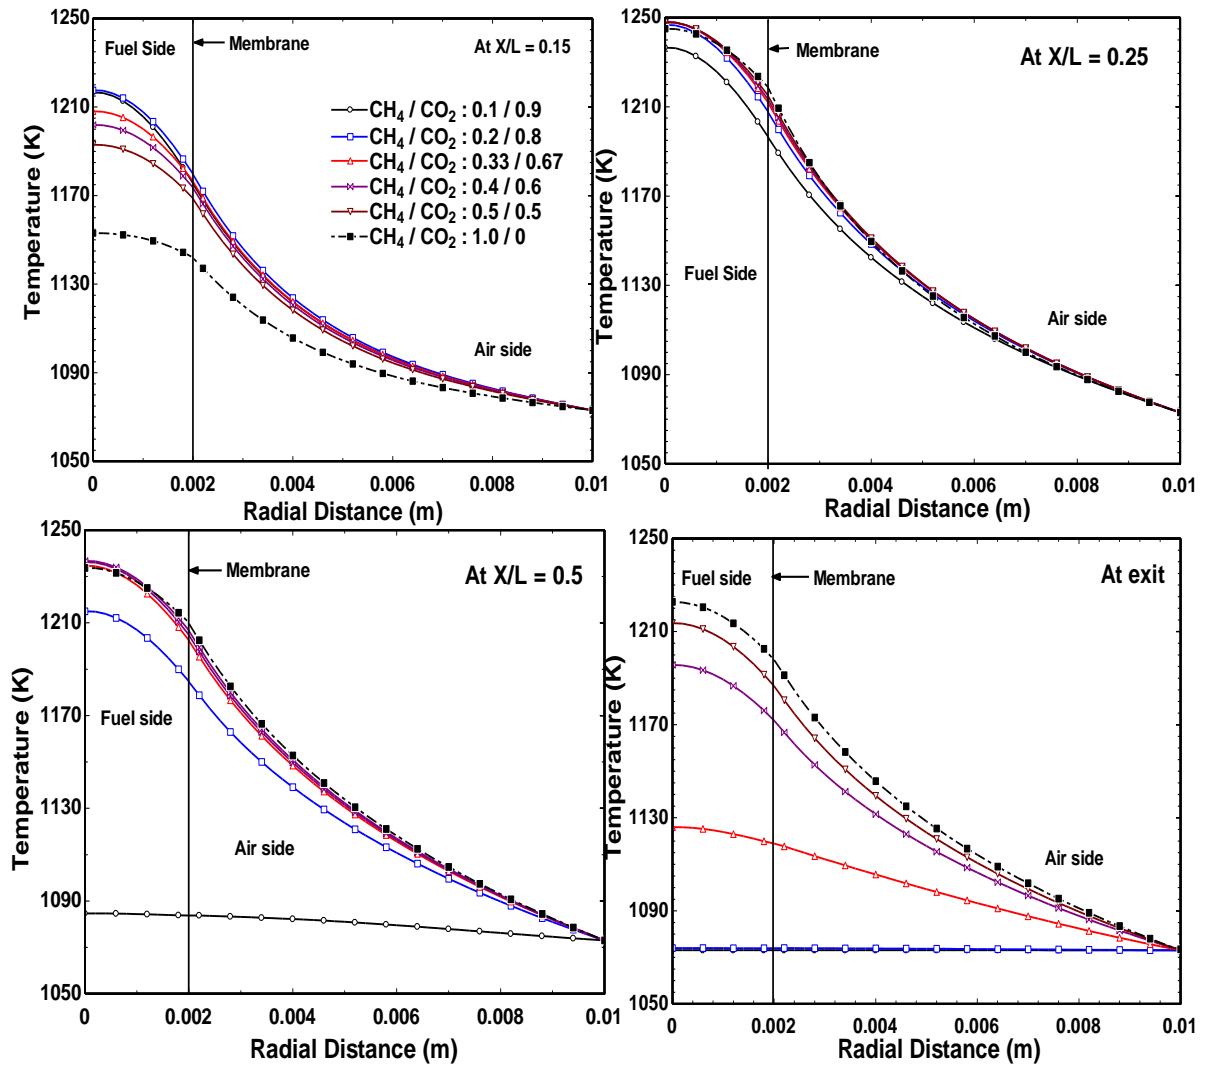 1250
1210
1170
1130
1090
1050
Temperature (K)
Fuel Side
Membrane
At X/L = 0.15
CH4 / CO2 : 0.1 / 0.9
CH4 / CO2 : 0.2 / 0.8
CH4 / CO2 : 0.33 / 0.67
CH4 / CO2 : 0.4 / 0.6
CH4 / CO2 : 0.5 / 0.5
CH4 / CO2 : 1.0 / 0
Air side
0 0.002 0.004 0.006 0.008 0.01
Radial Distance (m)
1250
1210
1170
1130
1090
1050
Temperature (K)
Membrane
At X/L = 0.25
Fuel Side
Air side
0 0.002 0.004 0.006 0.008 0.01
Radial Distance (m)
1250
1210
1170
1130
1090
1050
Temperature (K)
Membrane
At X/L = 0.5
Fuel side
Air side
0 0.002 0.004 0.006 0.008 0.01
Radial Distance (m)
1250
1210
1170
1130
1090
1050
Temperature (K)
Fuel side
Membrane
At exit
Air side
0 0.002 0.004 0.006 0.008 0.01
Radial Distance (m)